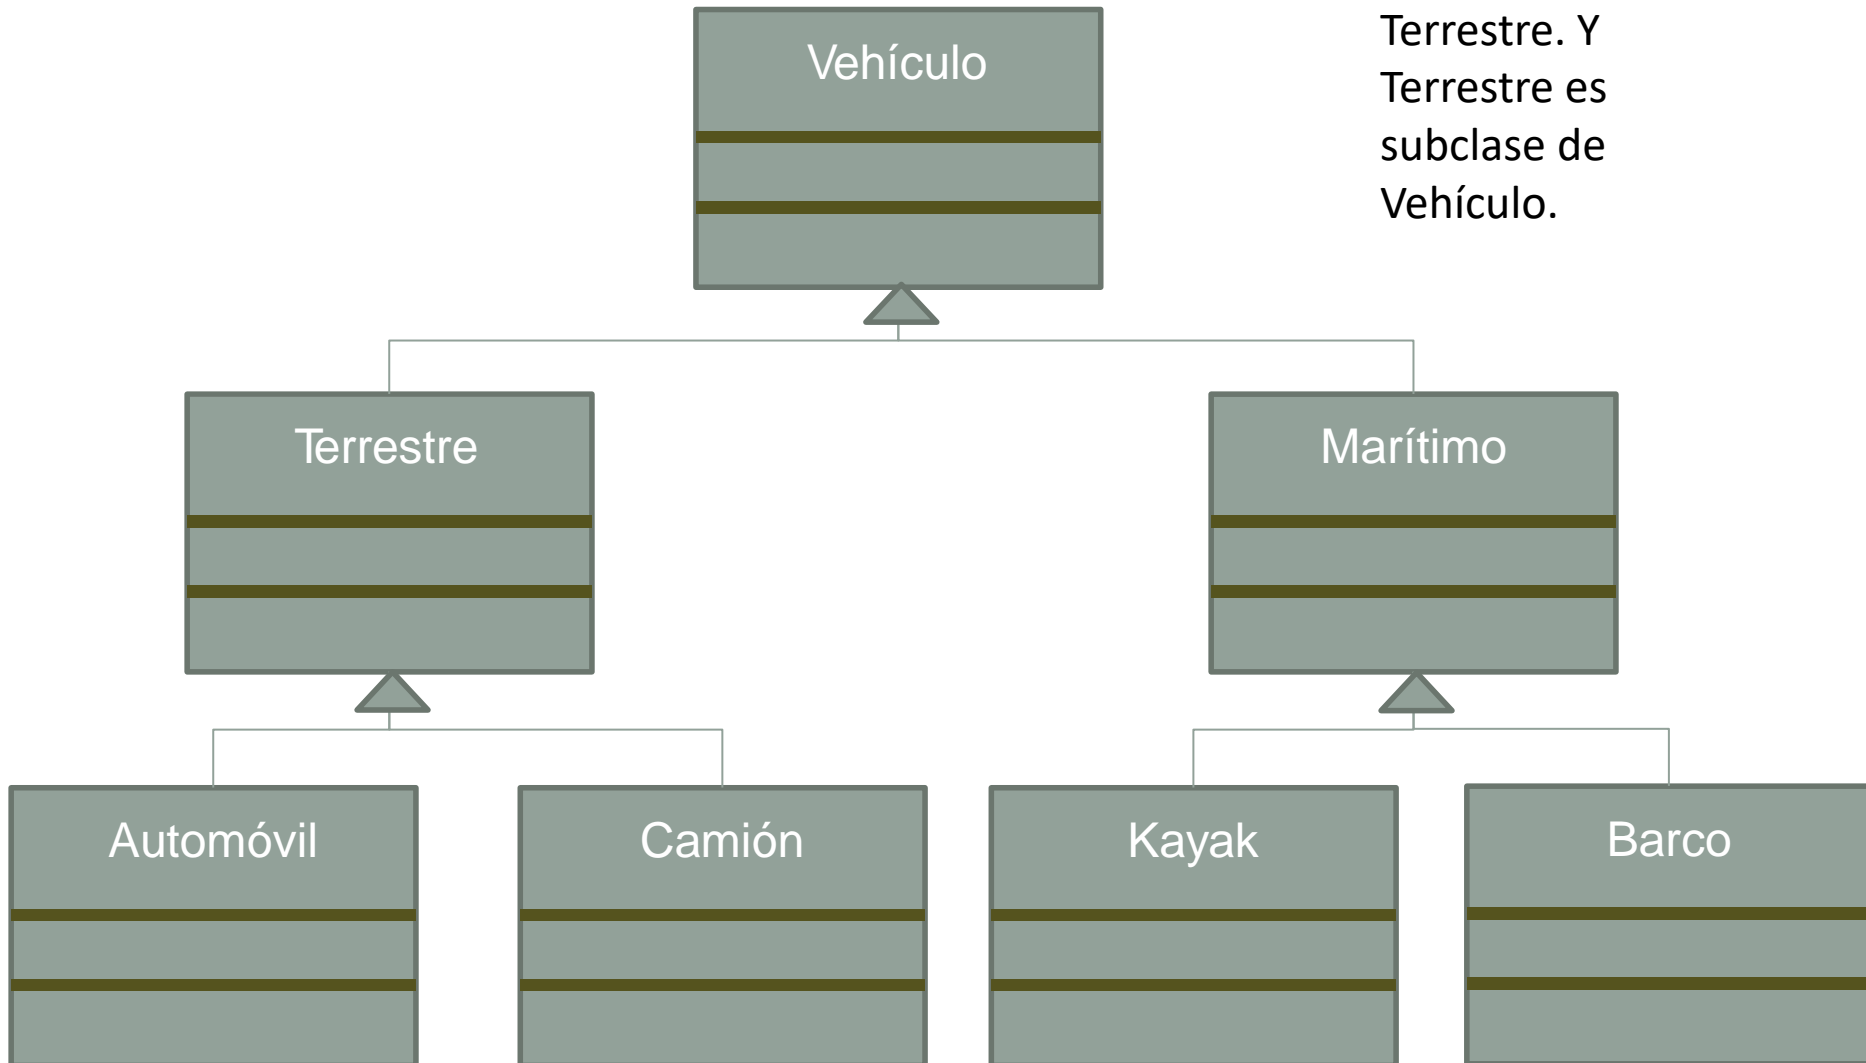 Vehículo
Terrestre. Y
Terrestre es
subclase de
Vehículo.
Terrestre
Marítimo
Automóvil
Camión
Kayak
Barco